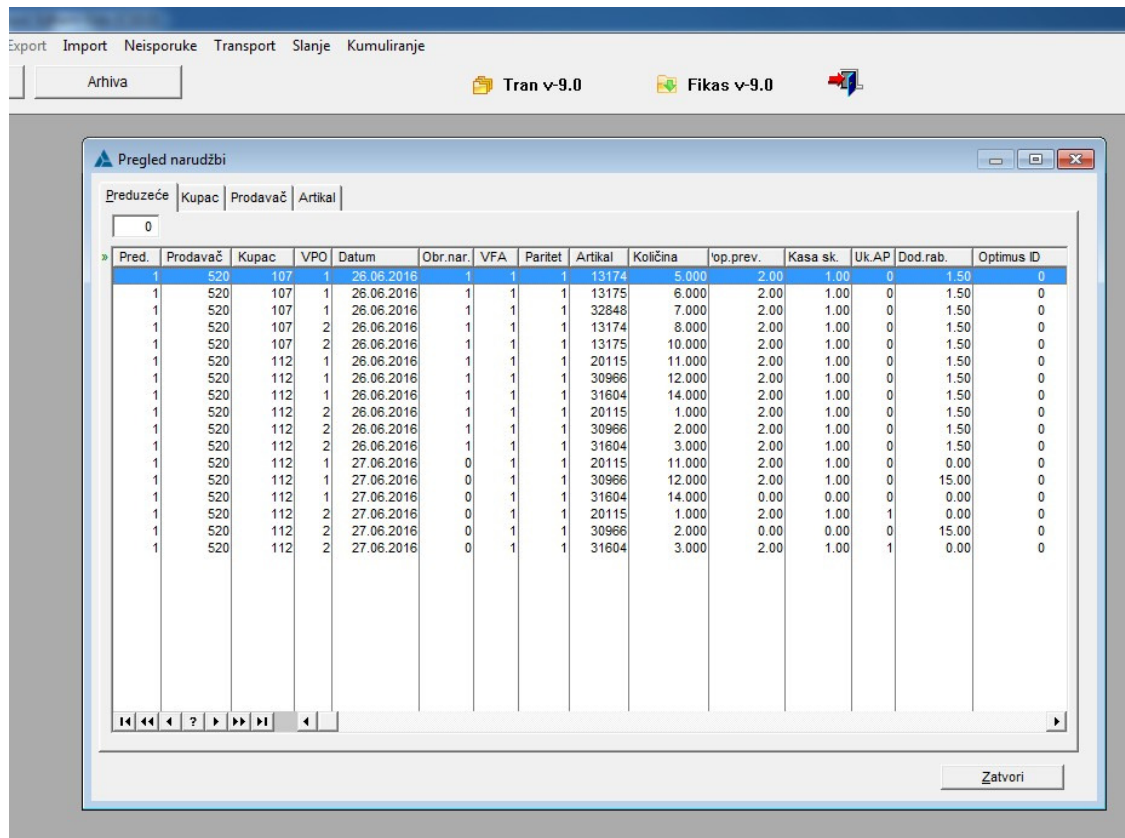 Export Import Neisporuke Transport Slanje Kumuliranje
Arhiva Tran v-9.0 Fikas v-9.0
Pregled narudžbi
Preduzeće Kupac Prodavač Artikal
0
» Pred. Prodavač Kupac VPO Datum Obr.nar. VFA Paritet Artikal Količina op.prev. Kasa sk. Uk.AP Dod.rab. Optimus ID
1 520 107 1 26.06.2016 1 1 1 13174 5.000 2.00 1.00 0 1.50 0
1 520 107 1 26.06.2016 1 1 1 13175 6.000 2.00 1.00 0 1.50 0
1 520 107 1 26.06.2016 1 1 1 32848 7.000 2.00 1.00 0 1.50 0
1 520 107 2 26.06.2016 1 1 1 13174 8.000 2.00 1.00 0 1.50 0
1 520 107 2 26.06.2016 1 1 1 13175 10.000 2.00 1.00 0 1.50 0
1 520 112 1 26.06.2016 1 1 1 20115 11.000 2.00 1.00 0 1.50 0
1 520 112 1 26.06.2016 1 1 1 30966 12.000 2.00 1.00 0 1.50 0
1 520 112 1 26.06.2016 1 1 1 31604 14.000 2.00 1.00 0 1.50 0
1 520 112 2 26.06.2016 1 1 1 20115 1.000 2.00 1.00 0 1.50 0
1 520 112 2 26.06.2016 1 1 1 30966 2.000 2.00 1.00 0 1.50 0
1 520 112 2 26.06.2016 1 1 1 31604 3.000 2.00 1.00 0 1.50 0
1 520 112 1 27.06.2016 0 1 1 20115 11.000 2.00 1.00 0 0.00 0
1 520 112 1 27.06.2016 0 1 1 30966 12.000 2.00 1.00 0 15.00 0
1 520 112 1 27.06.2016 0 1 1 31604 14.000 0.00 0.00 0 0.00 0
1 520 112 2 27.06.2016 0 1 1 20115 1.000 2.00 1.00 1 0.00 0
1 520 112 2 27.06.2016 0 1 1 30966 2.000 0.00 0.00 0 15.00 0
1 520 112 2 27.06.2016 0 1 1 31604 3.000 2.00 1.00 1 0.00 0
?
Zatvori